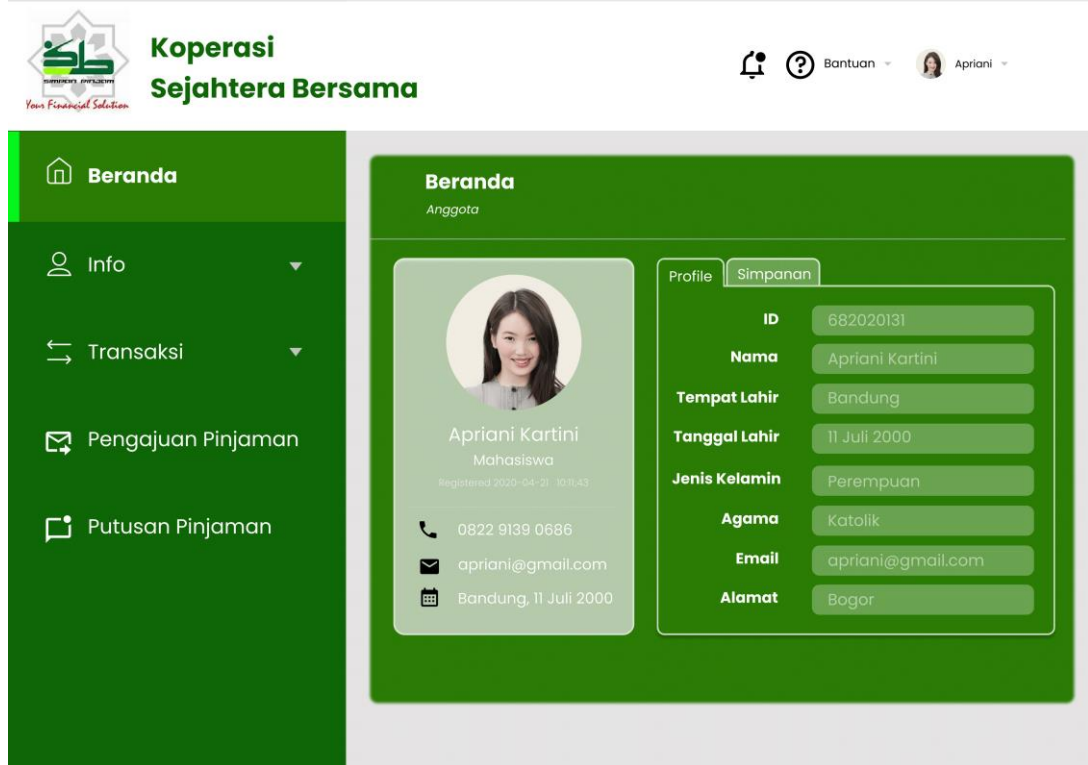 SIMPAN PINJAM
Your Financial Solution
Koperasi
Sejahtera Bersama
Bantuan
Apriani
Beranda
Info
Transaksi
Pengajuan Pinjaman
Putusan Pinjaman
Beranda
Anggota
Apriani Kartini
Mahasiswa
Registered 2020-04-21 10:11,43
0822 9139 0686
apriani@gmail.com
Bandung, 11 Juli 2000
Profile Simpanan
ID 682020131
Nama Apriani Kartini
Tempat Lahir Bandung
Tanggal Lahir 11 Juli 2000
Jenis Kelamin Perempuan
Agama Katolik
Email apriani@gmail.com
Alamat Bogor